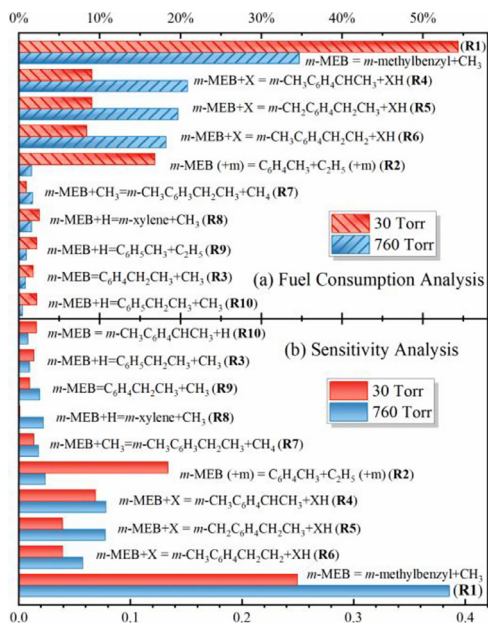 0% 10% 20% 30% 40% 50%
(R1)
m-MEB = m-methylbenzyl+CH₃
m-MEB+X = m-CH₃C₆H₄CHCH₃+XH (R4)
m-MEB+X = m-CH₂C₆H₄CH₂CH₃+XH (R5)
m-MEB+X = m-CH₃C₆H₄CH₂CH₂+XH (R6)
m-MEB (+m) = C₆H₄CH₃+C₂H₅ (+m) (R2)
m-MEB+CH₃=m-CH₃C₆H₃CH₂CH₃+CH₄ (R7)
m-MEB+H=m-xylene+CH₃ (R8)
m-MEB+H=C₆H₅CH₃+C₂H₅ (R9)
m-MEB=C₆H₄CH₂CH₃+CH₃ (R3)
m-MEB+H=C₆H₅CH₂CH₃+CH₃ (R10)
30 Torr
760 Torr
(a) Fuel Consumption Analysis
m-MEB = m-CH₃C₆H₄CHCH₃+H (R10)
m-MEB+H=C₆H₅CH₂CH₃+CH₃ (R3)
m-MEB=C₆H₄CH₂CH₃+CH₃ (R9)
m-MEB+H=m-xylene+CH₃ (R8)
m-MEB+CH₃=m-CH₃C₆H₃CH₂CH₃+CH₄ (R7)
m-MEB (+m) = C₆H₄CH₃+C₂H₅ (+m) (R2)
m-MEB+X = m-CH₃C₆H₄CHCH₃+XH (R4)
m-MEB+X = m-CH₂C₆H₄CH₂CH₃+XH (R5)
m-MEB+X = m-CH₃C₆H₄CH₂CH₂+XH (R6)
m-MEB = m-methylbenzyl+CH₃
(R1)
(b) Sensitivity Analysis
30 Torr
760 Torr
0.0 0.1 0.2 0.3 0.4